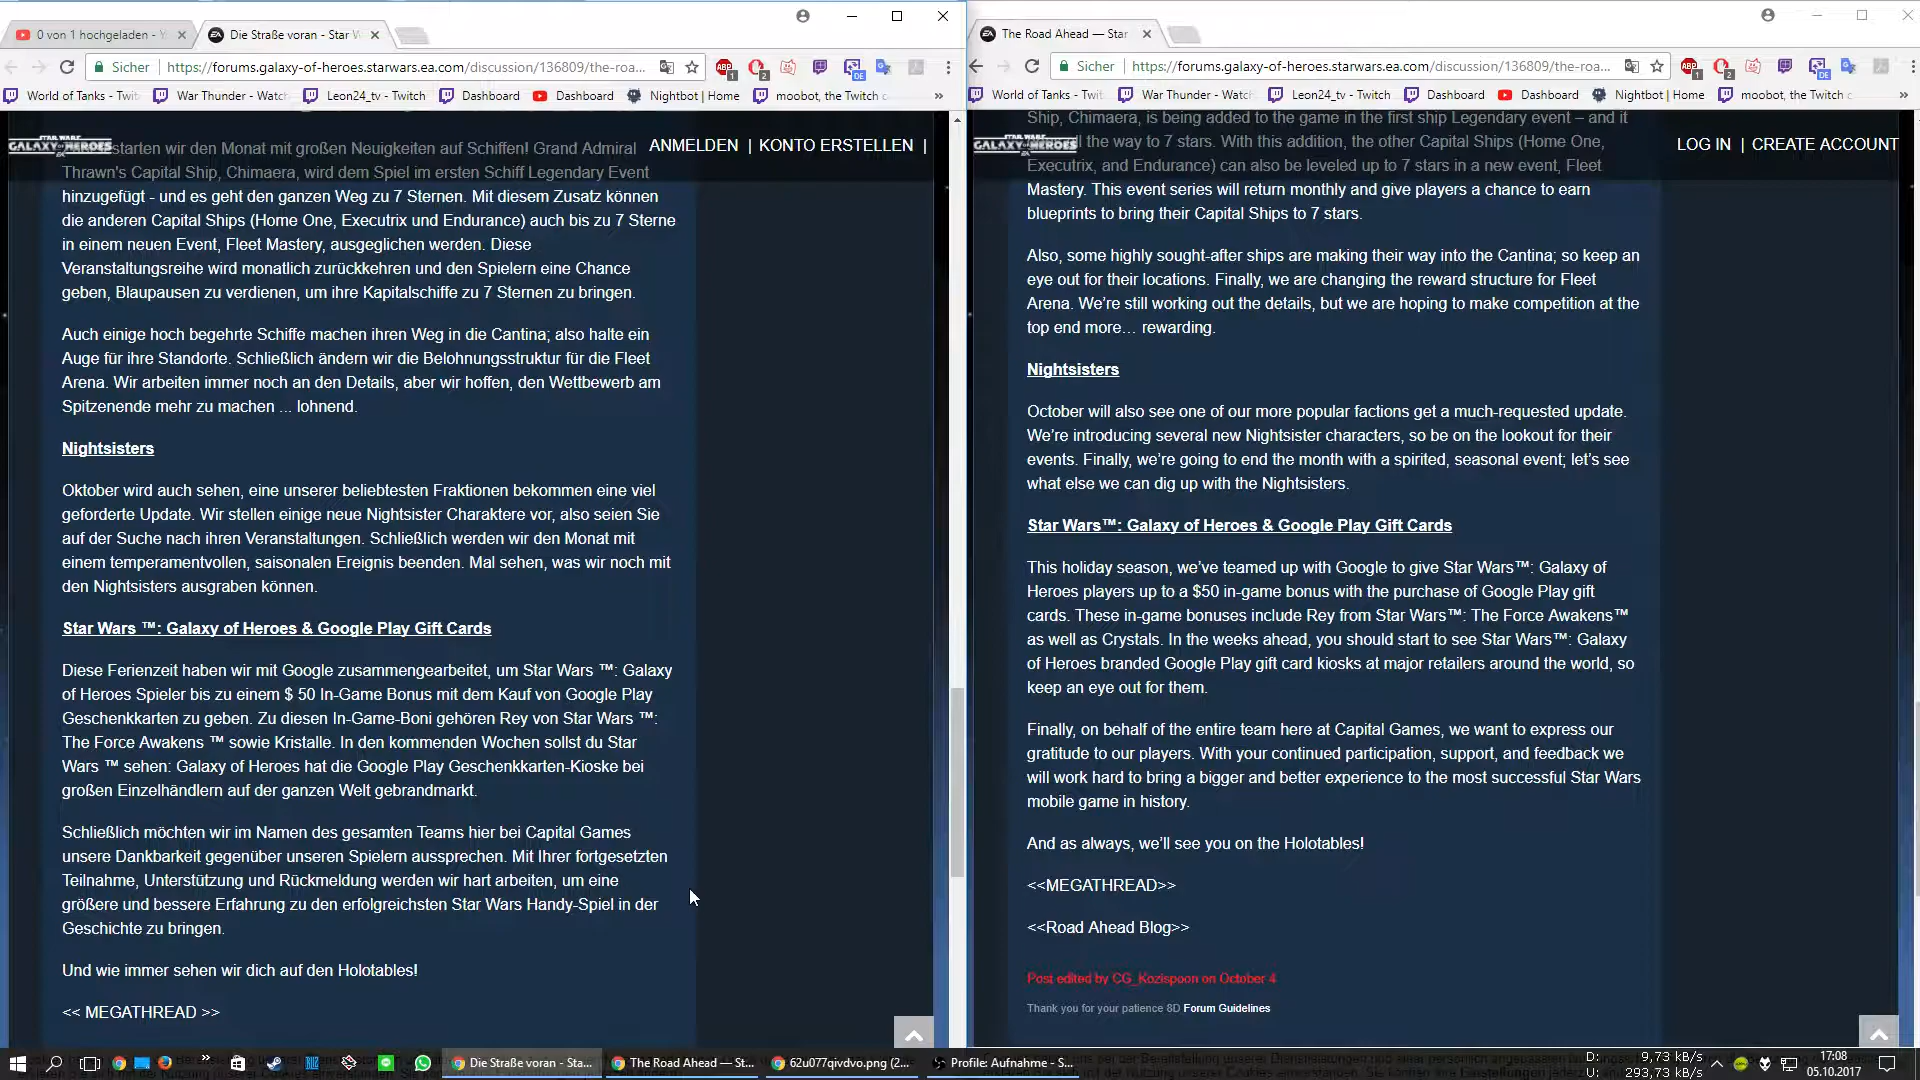 0 von 1 hochgeladen - Y
Die Straße voran - Star W
Sicher
https://forums.galaxy-of-heroes.starwars.ea.com/discussion/136809/the-roa...
World of Tanks - Twit
War Thunder - Watch
Leon24_tv - Twitch
Dashboard
Dashboard
Nightbot | Home
moobot, the Twitch c
»
STAR WARS
GALAXY OF HEROES
ANMELDEN | KONTO ERSTELLEN |
starten wir den Monat mit großen Neuigkeiten auf Schiffen! Grand Admiral
Thrawn's Capital Ship, Chimaera, wird dem Spiel im ersten Schiff Legendary Event
hinzugefügt - und es geht den ganzen Weg zu 7 Sternen. Mit diesem Zusatz können
die anderen Capital Ships (Home One, Executrix und Endurance) auch bis zu 7 Sterne
in einem neuen Event, Fleet Mastery, ausgeglichen werden. Diese
Veranstaltungsreihe wird monatlich zurückkehren und den Spielern eine Chance
geben, Blaupausen zu verdienen, um ihre Kapitalschiffe zu 7 Sternen zu bringen.
Auch einige hoch begehrte Schiffe machen ihren Weg in die Cantina; also halte ein
Auge für ihre Standorte. Schließlich ändern wir die Belohnungsstruktur für die Fleet
Arena. Wir arbeiten immer noch an den Details, aber wir hoffen, den Wettbewerb am
Spitzenende mehr zu machen ... lohnend.
Nightsisters
Oktober wird auch sehen, eine unserer beliebtesten Fraktionen bekommen eine viel
geforderte Update. Wir stellen einige neue Nightsister Charaktere vor, also seien Sie
auf der Suche nach ihren Veranstaltungen. Schließlich werden wir den Monat mit
einem temperamentvollen, saisonalen Ereignis beenden. Mal sehen, was wir noch mit
den Nightsisters ausgraben können.
Star Wars ™: Galaxy of Heroes & Google Play Gift Cards
Diese Ferienzeit haben wir mit Google zusammengearbeitet, um Star Wars ™: Galaxy
of Heroes Spieler bis zu einem $ 50 In-Game Bonus mit dem Kauf von Google Play
Geschenkkarten zu geben. Zu diesen In-Game-Boni gehören Rey von Star Wars ™:
The Force Awakens ™ sowie Kristalle. In den kommenden Wochen sollst du Star
Wars ™ sehen: Galaxy of Heroes hat die Google Play Geschenkkarten-Kioske bei
großen Einzelhändlern auf der ganzen Welt gebrandmarkt.
Schließlich möchten wir im Namen des gesamten Teams hier bei Capital Games
unsere Dankbarkeit gegenüber unseren Spielern aussprechen. Mit Ihrer fortgesetzten
Teilnahme, Unterstützung und Rückmeldung werden wir hart arbeiten, um eine
größere und bessere Erfahrung zu den erfolgreichsten Star Wars Handy-Spiel in der
Geschichte zu bringen.
Und wie immer sehen wir dich auf den Holotables!
<< MEGATHREAD >>
The Road Ahead — Star
Sicher
https://forums.galaxy-of-heroes.starwars.ea.com/discussion/136809/the-roa...
World of Tanks - Twit
War Thunder - Watch
Leon24_tv - Twitch
Dashboard
Dashboard
Nightbot | Home
moobot, the Twitch c
»
STAR WARS
GALAXY OF HEROES
LOG IN | CREATE ACCOUNT
Ship, Chimaera, is being added to the game in the first ship Legendary event – and it
ll the way to 7 stars. With this addition, the other Capital Ships (Home One,
Executrix, and Endurance) can also be leveled up to 7 stars in a new event, Fleet
Mastery. This event series will return monthly and give players a chance to earn
blueprints to bring their Capital Ships to 7 stars.
Also, some highly sought-after ships are making their way into the Cantina; so keep an
eye out for their locations. Finally, we are changing the reward structure for Fleet
Arena. We’re still working out the details, but we are hoping to make competition at the
top end more… rewarding.
Nightsisters
October will also see one of our more popular factions get a much-requested update.
We’re introducing several new Nightsister characters, so be on the lookout for their
events. Finally, we’re going to end the month with a spirited, seasonal event; let’s see
what else we can dig up with the Nightsisters.
Star Wars™: Galaxy of Heroes & Google Play Gift Cards
This holiday season, we’ve teamed up with Google to give Star Wars™: Galaxy of
Heroes players up to a $50 in-game bonus with the purchase of Google Play gift
cards. These in-game bonuses include Rey from Star Wars™: The Force Awakens™
as well as Crystals. In the weeks ahead, you should start to see Star Wars™: Galaxy
of Heroes branded Google Play gift card kiosks at major retailers around the world, so
keep an eye out for them.
Finally, on behalf of the entire team here at Capital Games, we want to express our
gratitude to our players. With your continued participation, support, and feedback we
will work hard to bring a bigger and better experience to the most successful Star Wars
mobile game in history.
And as always, we’ll see you on the Holotables!
<<MEGATHREAD>>
<<Road Ahead Blog>>
Post edited by CG_Kozispoon on October 4
Thank you for your patience 8D Forum Guidelines
Die Straße voran - Sta...
The Road Ahead — St...
62u077qivdvo.png (2...
Profile: Aufnahme - S...
D: 9,73 kB/s
U: 293,73 kB/s
17:08
05.10.2017